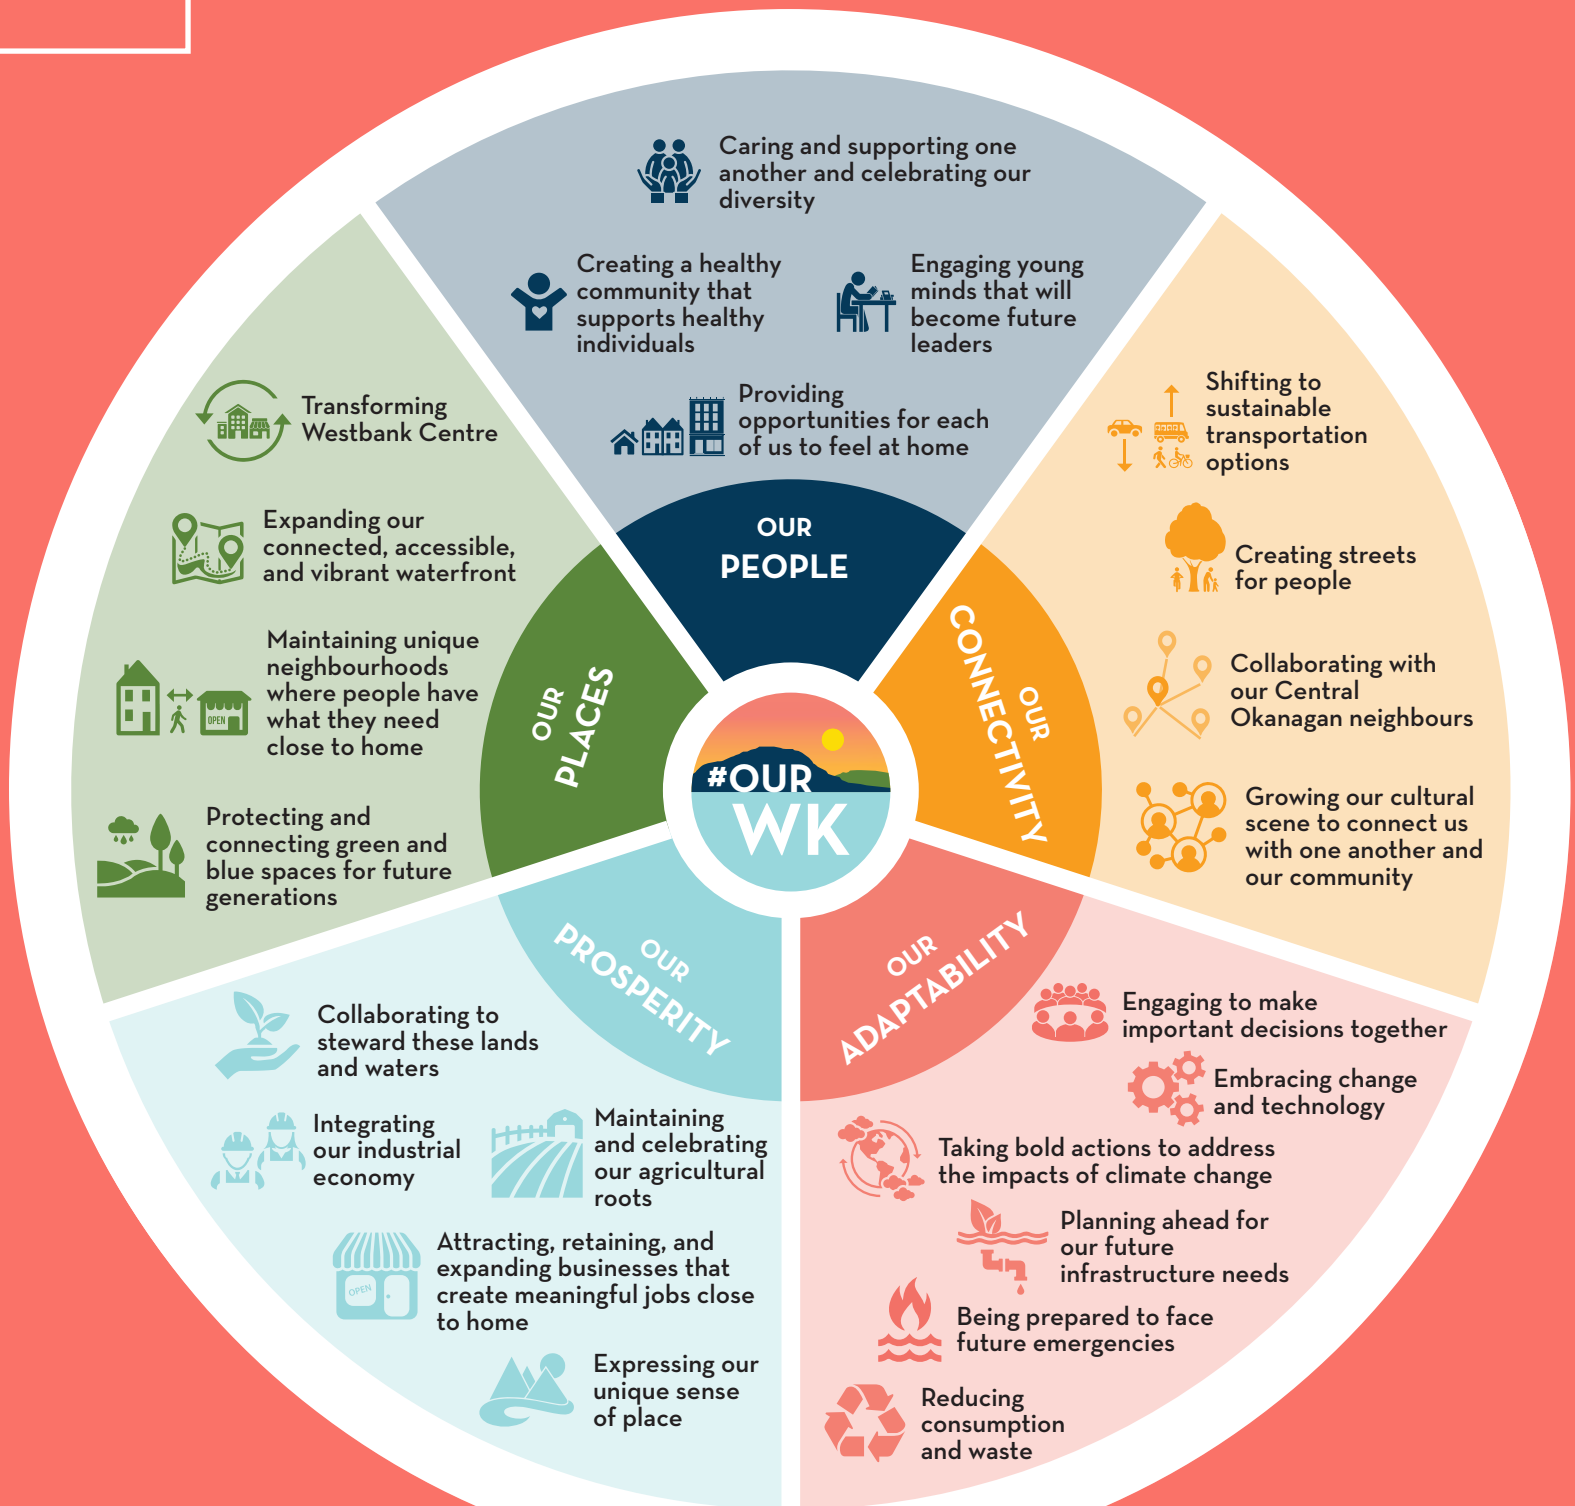 Caring and supporting one
another and celebrating our
diversity
Creating a healthy
community that
supports healthy
individuals
Engaging young
minds that will
become future
leaders
Providing
opportunities for each
of us to feel at home
OUR
PEOPLE
Shifting to
sustainable
transportation
options
Creating streets
for people
Collaborating with
our Central
Okanagan neighbours
Growing our cultural
scene to connect us
with one another and
our community
OUR
CONNECTIVITY
Transforming
Westbank Centre
Expanding our
connected, accessible,
and vibrant waterfront
Maintaining unique
neighbourhoods
where people have
what they need
close to home
OPEN
Protecting and
connecting green and
blue spaces for future
generations
OUR
PLACES
#OUR
WK
OUR
PROSPERITY
Collaborating to
steward these lands
and waters
Integrating
our industrial
economy
Maintaining
and celebrating
our agricultural
roots
Attracting, retaining, and
expanding businesses that
create meaningful jobs close
to home
OPEN
Expressing our
unique sense
of place
OUR
ADAPTABILITY
Engaging to make
important decisions together
Embracing change
and technology
Taking bold actions to address
the impacts of climate change
Planning ahead for
our future
infrastructure needs
Being prepared to face
future emergencies
Reducing
consumption
and waste